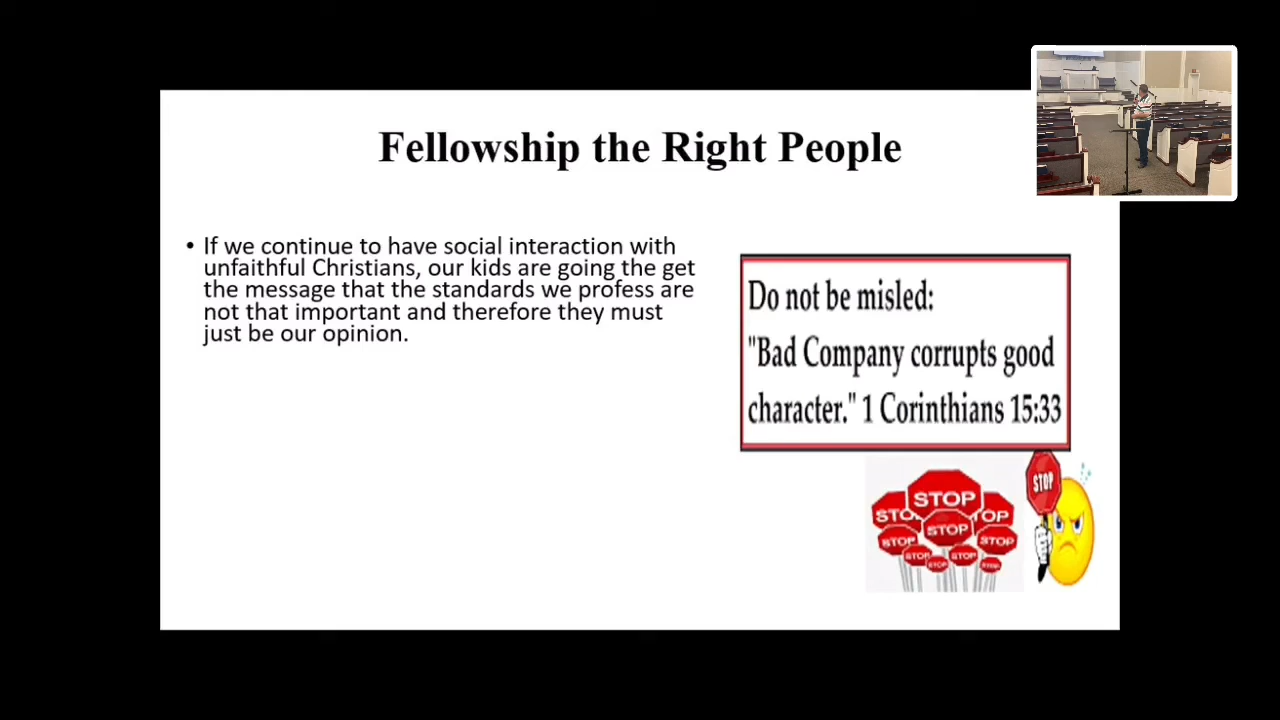 Fellowship the Right People
• If we continue to have social interaction with
unfaithful Christians, our kids are going the get
the message that the standards we profess are
not that important and therefore they must
just be our opinion.
Do not be misled:
"Bad Company corrupts good
character." 1 Corinthians 15:33
STOP
STOP
STO
TOP
STOP
STOP
STOP
STOP
STOP
STOP
STOP